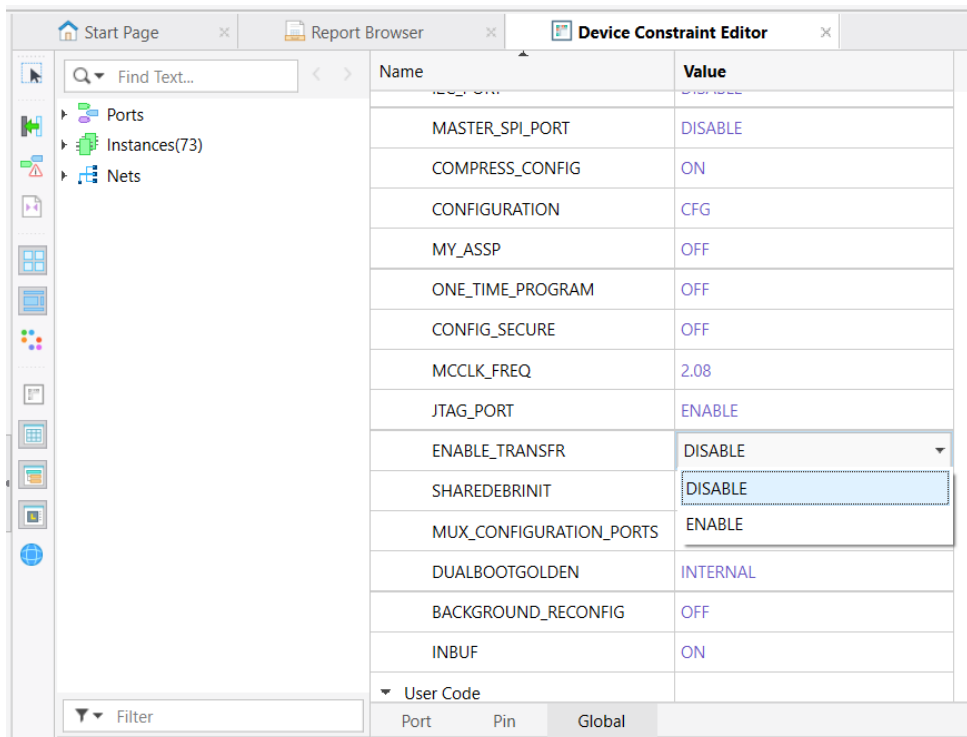 Start Page
Report Browser
Device Constraint Editor
Find Text...
Ports
Instances(73)
Nets
Filter
Name Value
MASTER_SPI_PORT DISABLE
COMPRESS_CONFIG ON
CONFIGURATION CFG
MY_ASSP OFF
ONE_TIME_PROGRAM OFF
CONFIG_SECURE OFF
MCCLK_FREQ 2.08
JTAG_PORT ENABLE
ENABLE_TRANSFR DISABLE
SHAREDEBRINIT DISABLE
ENABLE
MUX_CONFIGURATION_PORTS
DUALBOOTGOLDEN INTERNAL
BACKGROUND_RECONFIG OFF
INBUF ON
User Code
Port Pin Global